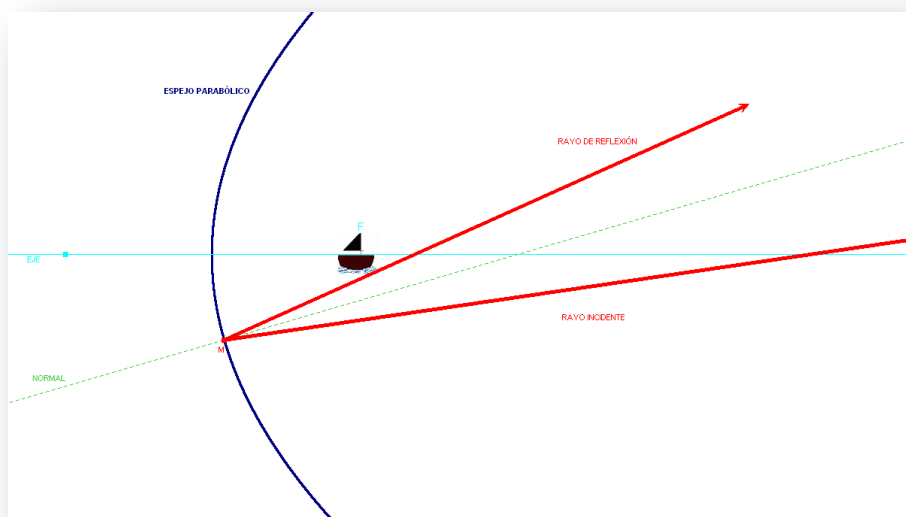 ESPEJO PARABÓLICO
RAYO DE REFLEXIÓN
F
EJE
RAYO INCIDENTE
M
NORMAL